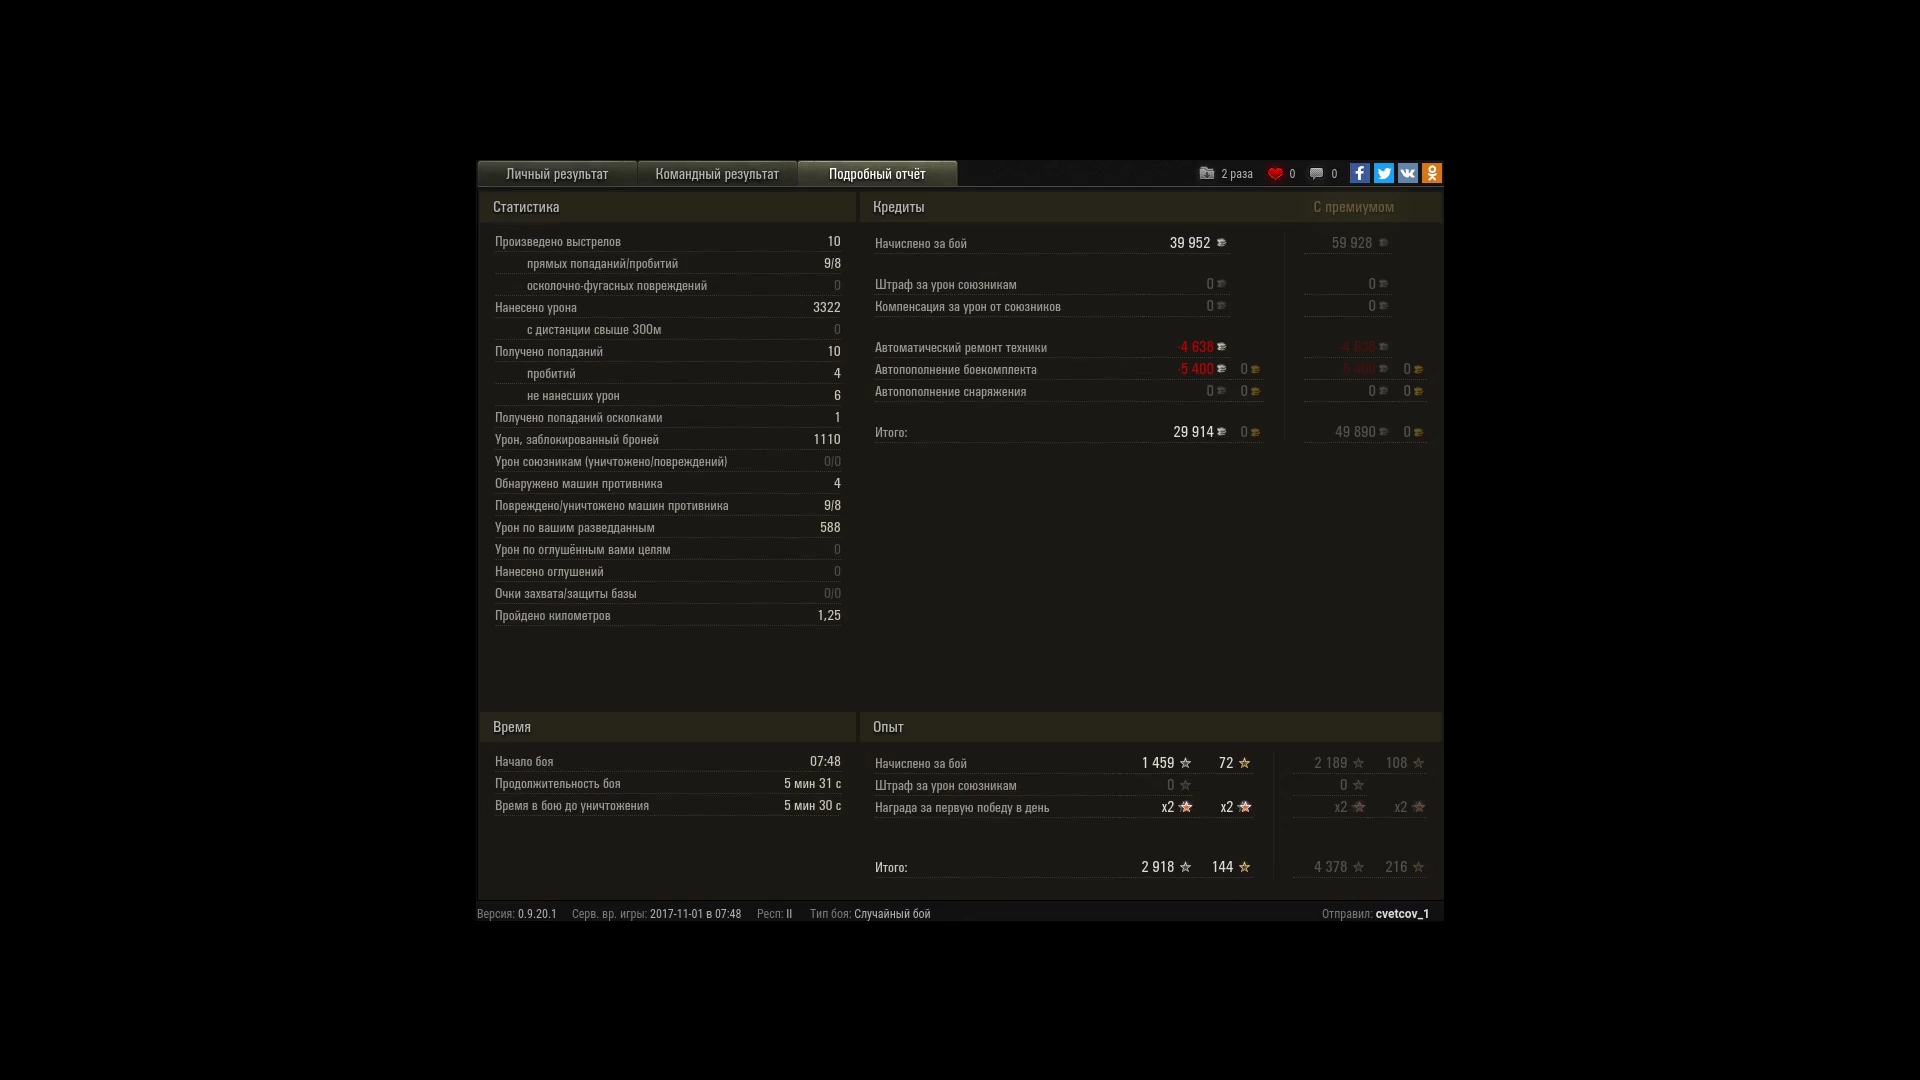 Личный результат Командный результат Подробный отчёт 2 раза 0 0
Статистика
Произведено выстрелов 10
прямых попаданий/пробитий 9/8
осколочно-фугасных повреждений 0
Нанесено урона 3322
с дистанции свыше 300м 0
Получено попаданий 10
пробитий 4
не нанесших урон 6
Получено попаданий осколками 1
Урон, заблокированный броней 1110
Урон союзникам (уничтожено/повреждений) 0/0
Обнаружено машин противника 4
Повреждено/уничтожено машин противника 9/8
Урон по вашим разведданным 588
Урон по оглушённым вами целям 0
Нанесено оглушений 0
Очки захвата/защиты базы 0/0
Пройдено километров 1,25
Кредиты С премиумом
Начислено за бой 39 952 59 928
Штраф за урон союзникам 0 0
Компенсация за урон от союзников 0 0
Автоматический ремонт техники -4 638 -4 638
Автопополнение боекомплекта -5 400 0 -5 400 0
Автопополнение снаряжения 0 0 0 0
Итого: 29 914 0 49 890 0
Время
Начало боя 07:48
Продолжительность боя 5 мин 31 с
Время в бою до уничтожения 5 мин 30 с
Опыт
Начислено за бой 1 459 72 2 189 108
Штраф за урон союзникам 0 0
Награда за первую победу в день x2 x2 x2 x2
Итого: 2 918 144 4 378 216
Версия: 0.9.20.1 Серв. вр. игры: 2017-11-01 в 07:48 Респ: II Тип боя: Случайный бой Отправил: cvetcov_1